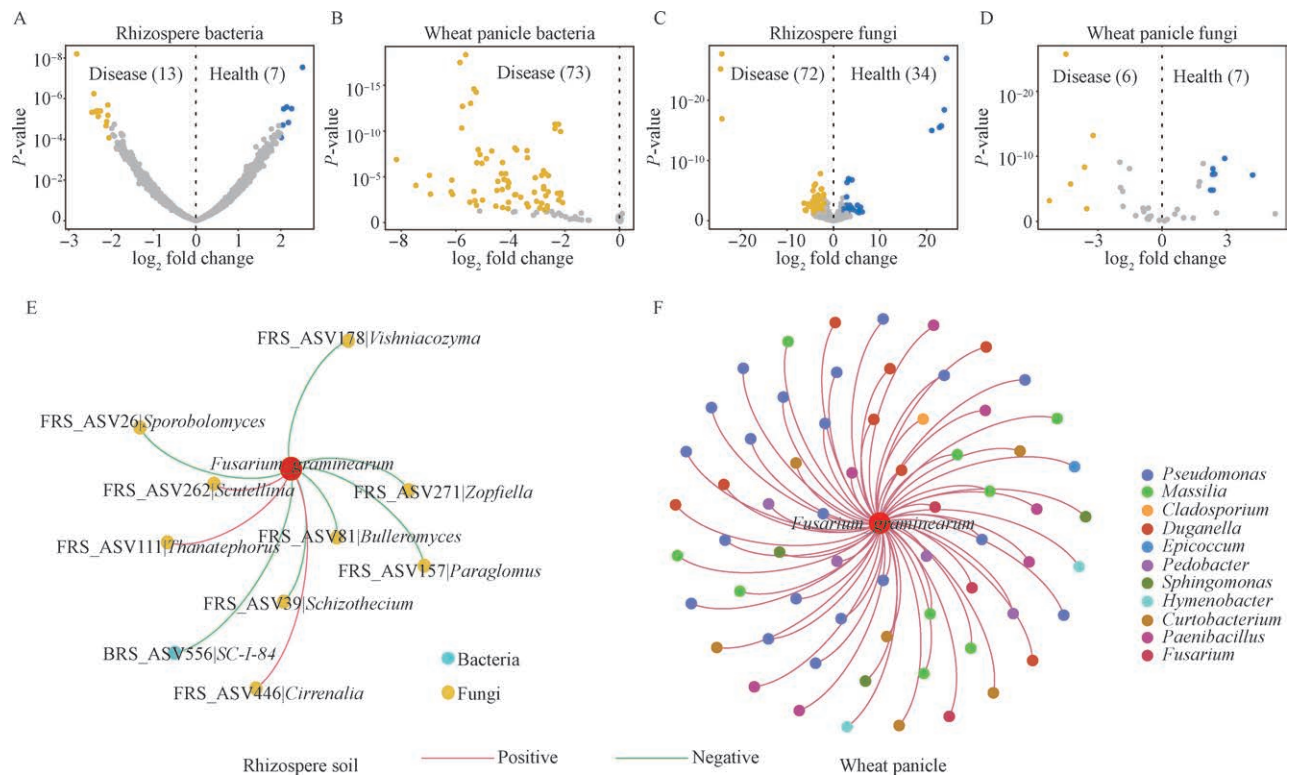 A
Rhizospere bacteria
10⁻⁸
10⁻⁶
10⁻⁴
10⁻²
0
P-value
Disease (13)
Health (7)
−3 −2 −1 0 1 2
log₂ fold change
B
Wheat panicle bacteria
10⁻¹⁵
10⁻¹⁰
10⁻⁵
0
P-value
Disease (73)
−8 −6 −4 −2 0
log₂ fold change
C
Rhizospere fungi
10⁻²⁰
10⁻¹⁰
0
P-value
Disease (72)
Health (34)
−20 −10 0 10 20
log₂ fold change
D
Wheat panicle fungi
10⁻²⁰
10⁻¹⁰
0
P-value
Disease (6)
Health (7)
−3 0 3
log₂ fold change
E
FRS_ASV178|Vishniacozyma
FRS_ASV26|Sporobolomyces
Fusarium graminearum
FRS_ASV262|Scutellinia
FRS_ASV271|Zopfiella
FRS_ASV111|Thanatephorus
FRS_ASV81|Bulleromyces
FRS_ASV157|Paraglomus
FRS_ASV39|Schizothecium
BRS_ASV556|SC-I-84
FRS_ASV446|Cirrenalia
Bacteria
Fungi
Rhizospere soil
F
Fusarium graminearum
Pseudomonas
Massilia
Cladosporium
Duganella
Epicoccum
Pedobacter
Sphingomonas
Hymenobacter
Curtobacterium
Paenibacillus
Fusarium
Positive
Negative
Wheat panicle